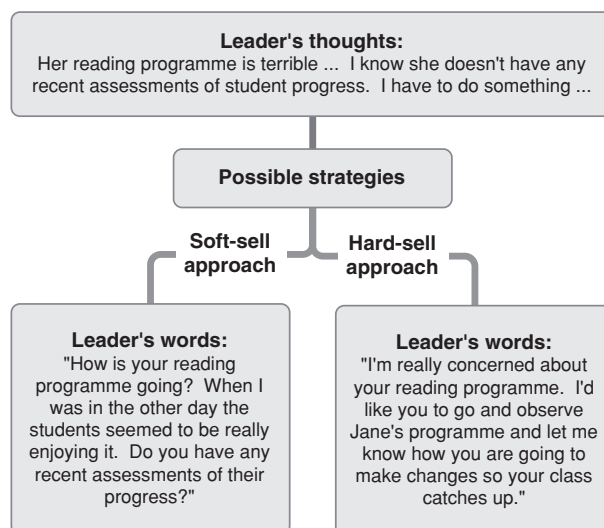 Leader's thoughts:
Her reading programme is terrible ... I know she doesn't have any
recent assessments of student progress. I have to do something ...
Possible strategies
Soft-sell
approach
Hard-sell
approach
Leader's words:
"How is your reading
programme going? When I
was in the other day the
students seemed to be really
enjoying it. Do you have any
recent assessments of their
progress?"
Leader's words:
"I'm really concerned about
your reading programme. I'd
like you to go and observe
Jane's programme and let me
know how you are going to
make changes so your class
catches up."